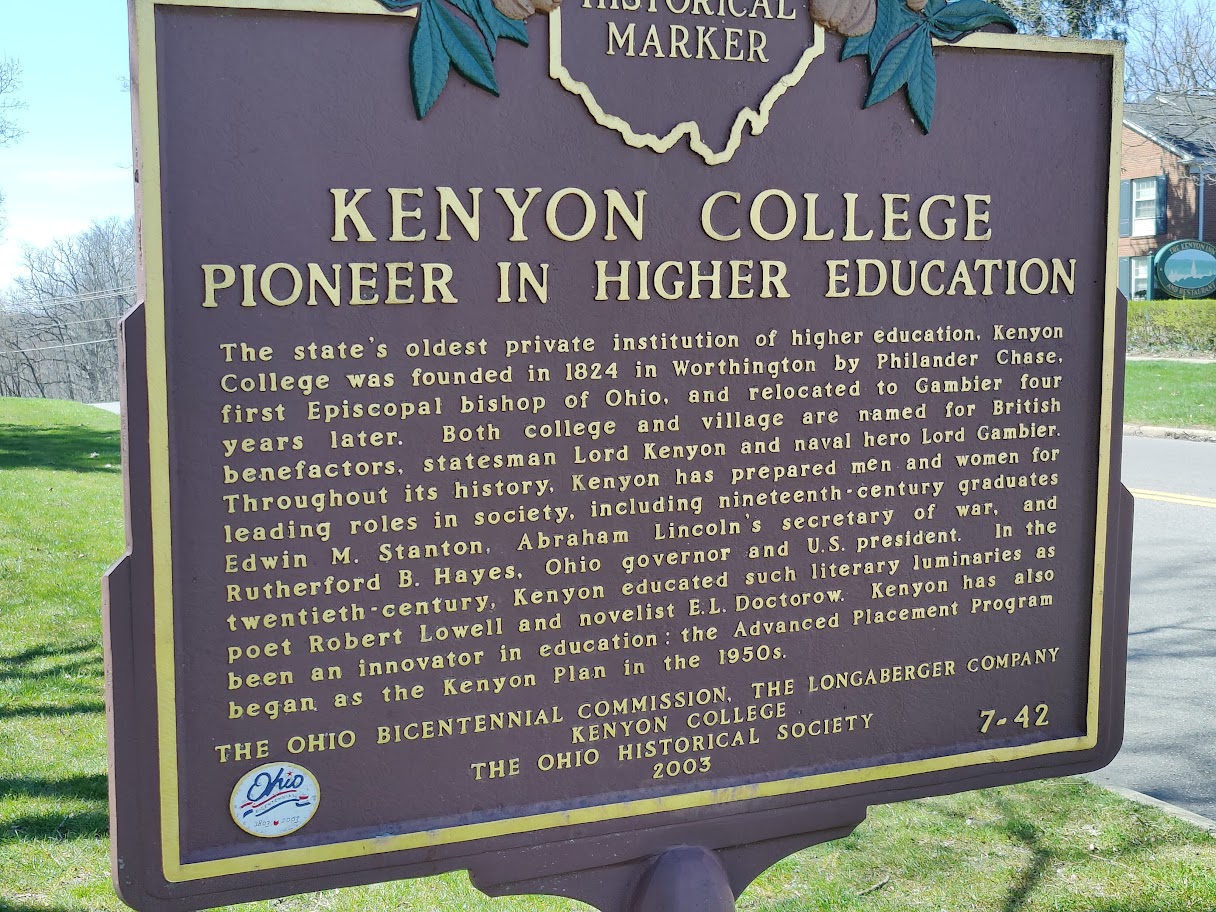 HISTORICAL
MARKER
KENYON COLLEGE
PIONEER IN HIGHER EDUCATION
The state's oldest private institution of higher education, Kenyon
College was founded in 1824 in Worthington by Philander Chase,
first Episcopal bishop of Ohio, and relocated to Gambier four
years later. Both college and village are named for British
benefactors, statesman Lord Kenyon and naval hero Lord Gambier.
Throughout its history, Kenyon has prepared men and women for
leading roles in society, including nineteenth-century graduates
Edwin M. Stanton, Abraham Lincoln's secretary of war, and
Rutherford B. Hayes, Ohio governor and U.S. president. In the
twentieth-century, Kenyon educated such literary luminaries as
poet Robert Lowell and novelist E.L. Doctorow. Kenyon has also
been an innovator in education: the Advanced Placement Program
began as the Kenyon Plan in the 1950s.
THE OHIO BICENTENNIAL COMMISSION, THE LONGABERGER COMPANY
KENYON COLLEGE
THE OHIO HISTORICAL SOCIETY
2003
7-42
Ohio
BICENTENNIAL
THE KENYON INN
AND RESTAURANT